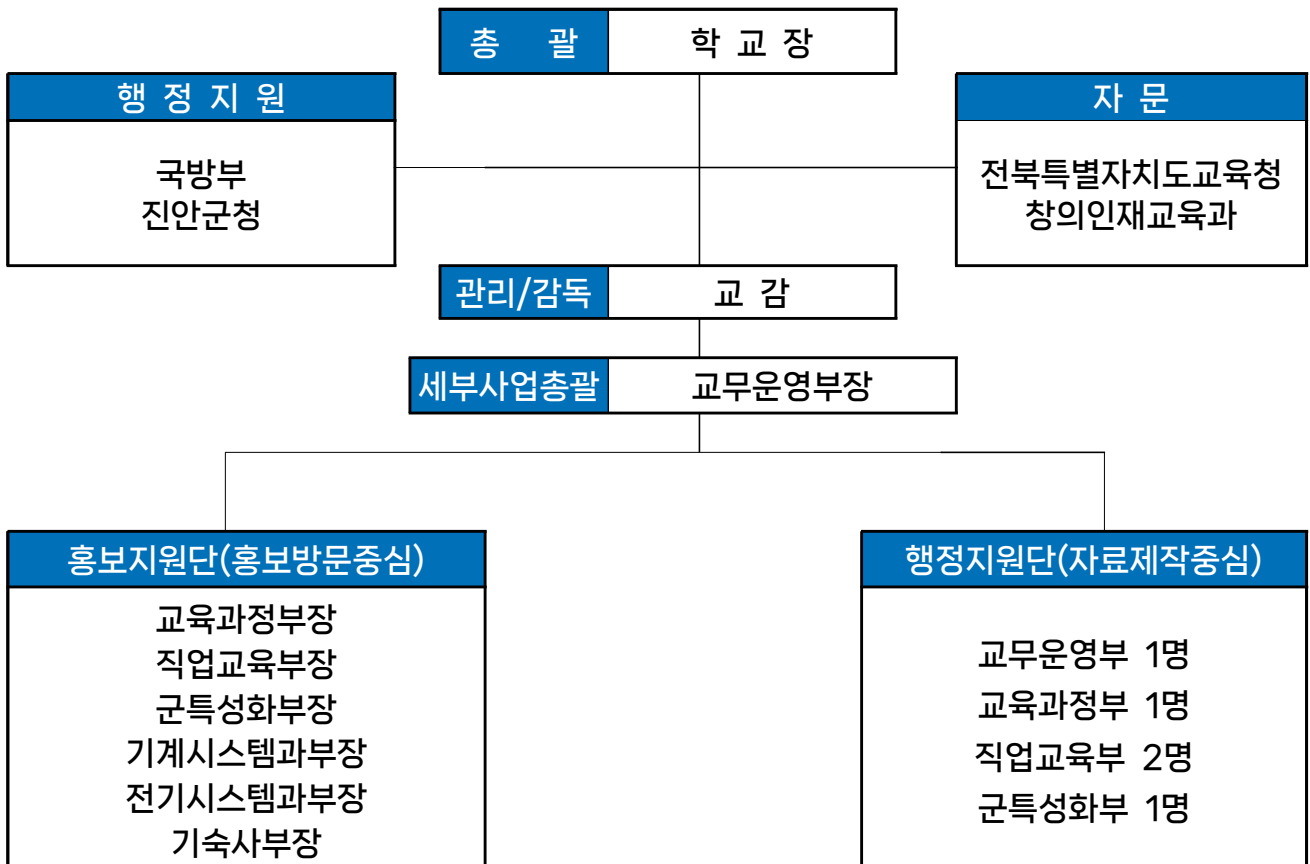 총 괄 학 교 장
행 정 지 원
국방부
진안군청
자 문
전북특별자치도교육청
창의인재교육과
관리/감독 교 감
세부사업총괄 교무운영부장
홍보지원단(홍보방문중심)
교육과정부장
직업교육부장
군특성화부장
기계시스템과부장
전기시스템과부장
기숙사부장
행정지원단(자료제작중심)
교무운영부 1명
교육과정부 1명
직업교육부 2명
군특성화부 1명